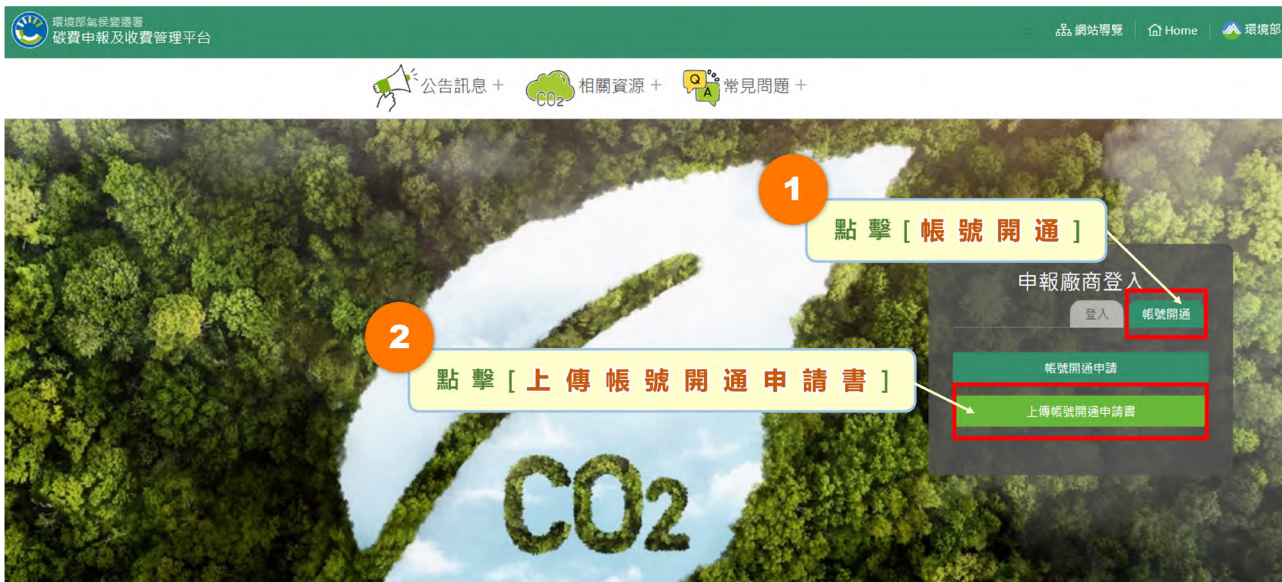 環境部氣候變遷署
碳費申報及收費管理平台
網站導覽
Home
環境部
公告訊息 +
相關資源 +
常見問題 +
CO2
Q
A
1
點擊[帳號開通]
申報廠商登入
登入
帳號開通
2
點擊[上傳帳號開通申請書]
帳號開通申請
上傳帳號開通申請書
CO2